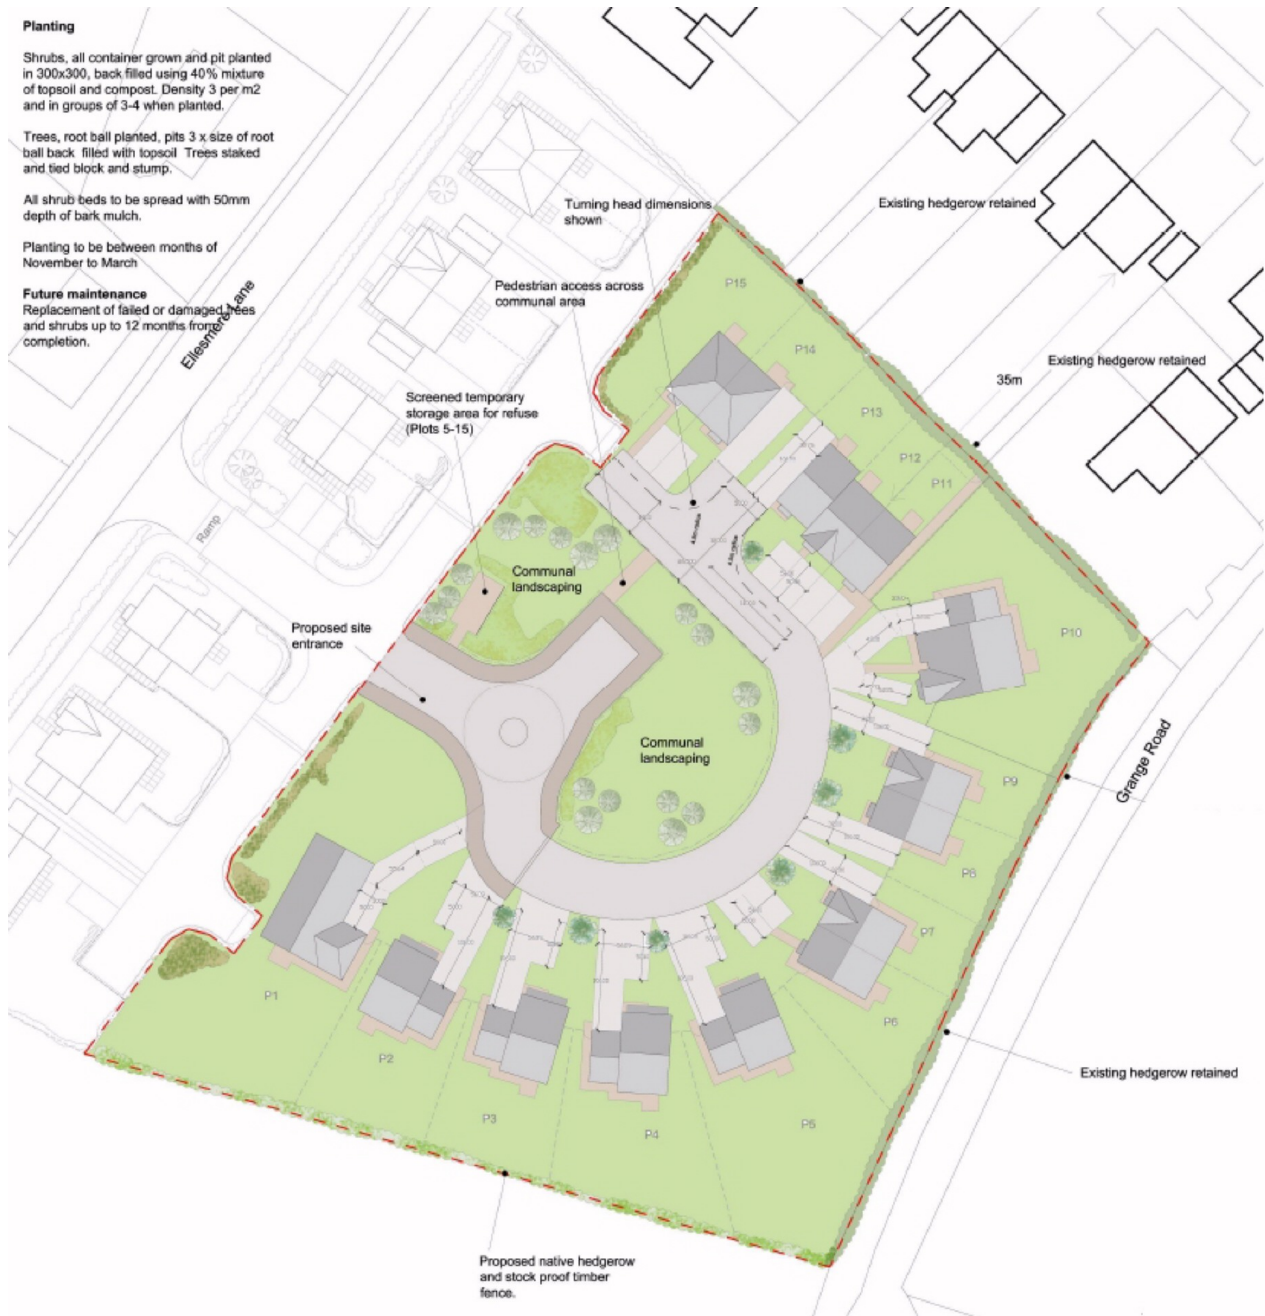 Planting
Shrubs, all container grown and pit planted
in 300x300, back filled using 40% mixture
of topsoil and compost. Density 3 per m2
and in groups of 3-4 when planted.
Trees, root ball planted, pits 3 x size of root
ball back filled with topsoil Trees staked
and tied block and stump.
All shrub beds to be spread with 50mm
depth of bark mulch.
Planting to be between months of
November to March
Future maintenance
Replacement of failed or damaged trees
and shrubs up to 12 months from
completion.
Ellesmere Lane
Turning head dimensions
shown
Existing hedgerow retained
Pedestrian access across
communal area
P15
P14
Existing hedgerow retained
35m
Screened temporary
storage area for refuse
(Plots 5-15)
P13
P12
P11
Ramp
Communal
landscaping
Proposed site
entrance
P10
Communal
landscaping
Grange Road
P9
P8
P7
P1
P6
P2
Existing hedgerow retained
P3
P4
P5
Proposed native hedgerow
and stock proof timber
fence.